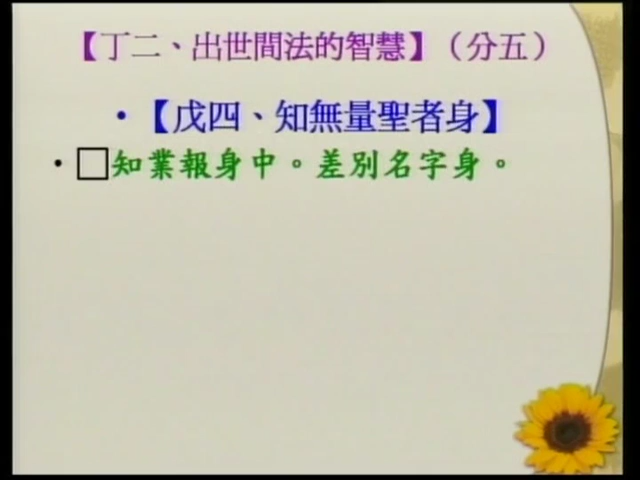 【丁二、出世間法的智慧】（分五）
•【戊四、知無量聖者身】
•□知業報身中。差別名字身。